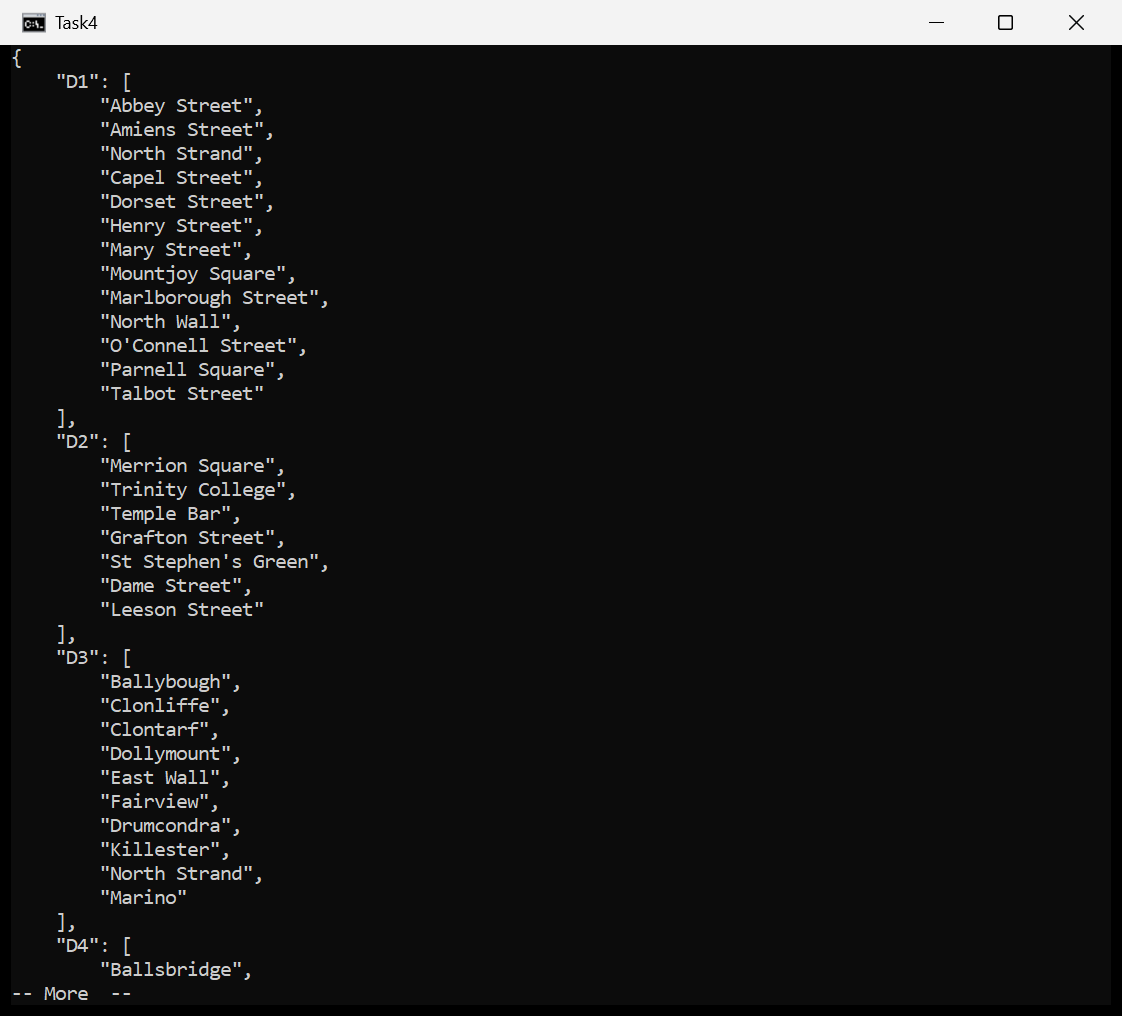 Task4
{
    "D1": [
        "Abbey Street",
        "Amiens Street",
        "North Strand",
        "Capel Street",
        "Dorset Street",
        "Henry Street",
        "Mary Street",
        "Mountjoy Square",
        "Marlborough Street",
        "North Wall",
        "O'Connell Street",
        "Parnell Square",
        "Talbot Street"
    ],
    "D2": [
        "Merrion Square",
        "Trinity College",
        "Temple Bar",
        "Grafton Street",
        "St Stephen's Green",
        "Dame Street",
        "Leeson Street"
    ],
    "D3": [
        "Ballybough",
        "Clonliffe",
        "Clontarf",
        "Dollymount",
        "East Wall",
        "Fairview",
        "Drumcondra",
        "Killester",
        "North Strand",
        "Marino"
    ],
    "D4": [
        "Ballsbridge",
-- More  --